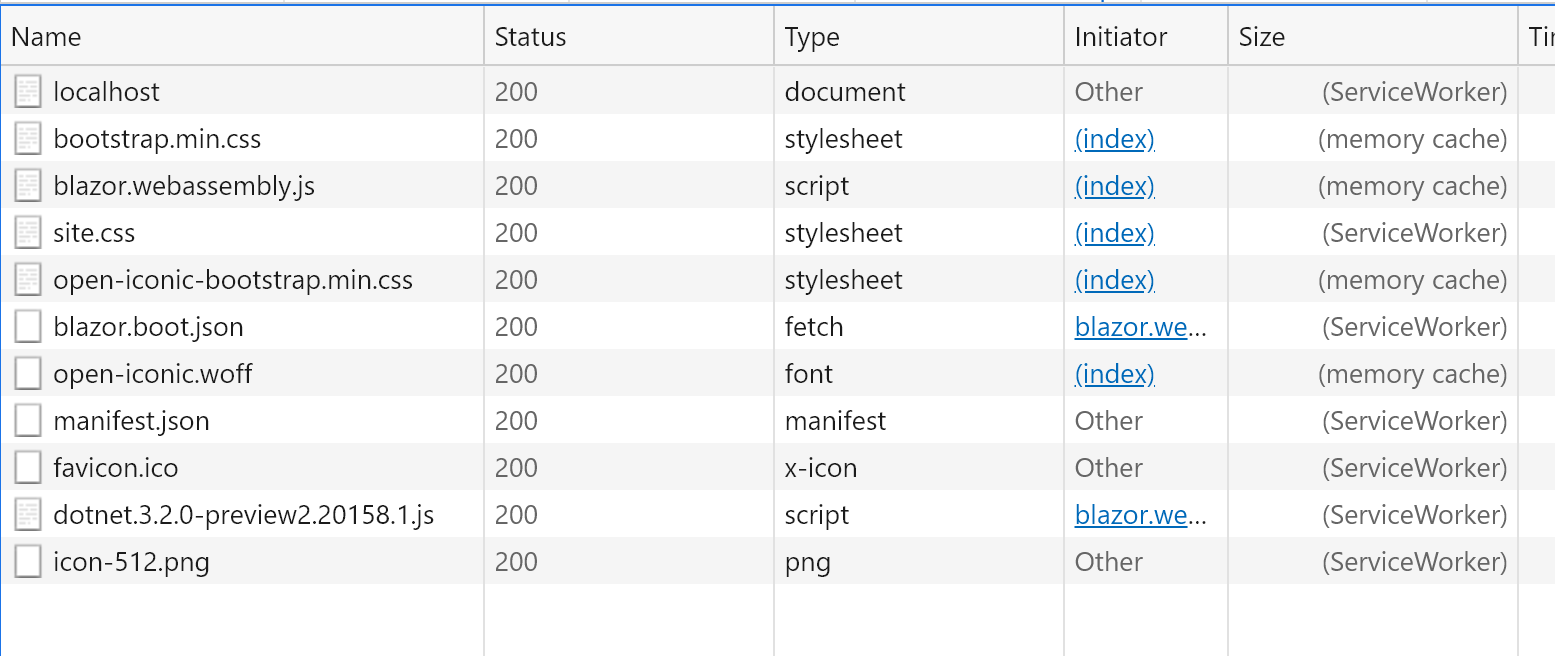 Name Status Type Initiator Size Tir
localhost 200 document Other (ServiceWorker)
bootstrap.min.css 200 stylesheet (index) (memory cache)
blazor.webassembly.js 200 script (index) (memory cache)
site.css 200 stylesheet (index) (ServiceWorker)
open-iconic-bootstrap.min.css 200 stylesheet (index) (memory cache)
blazor.boot.json 200 fetch blazor.we... (ServiceWorker)
open-iconic.woff 200 font (index) (memory cache)
manifest.json 200 manifest Other (ServiceWorker)
favicon.ico 200 x-icon Other (ServiceWorker)
dotnet.3.2.0-preview2.20158.1.js 200 script blazor.we... (ServiceWorker)
icon-512.png 200 png Other (ServiceWorker)